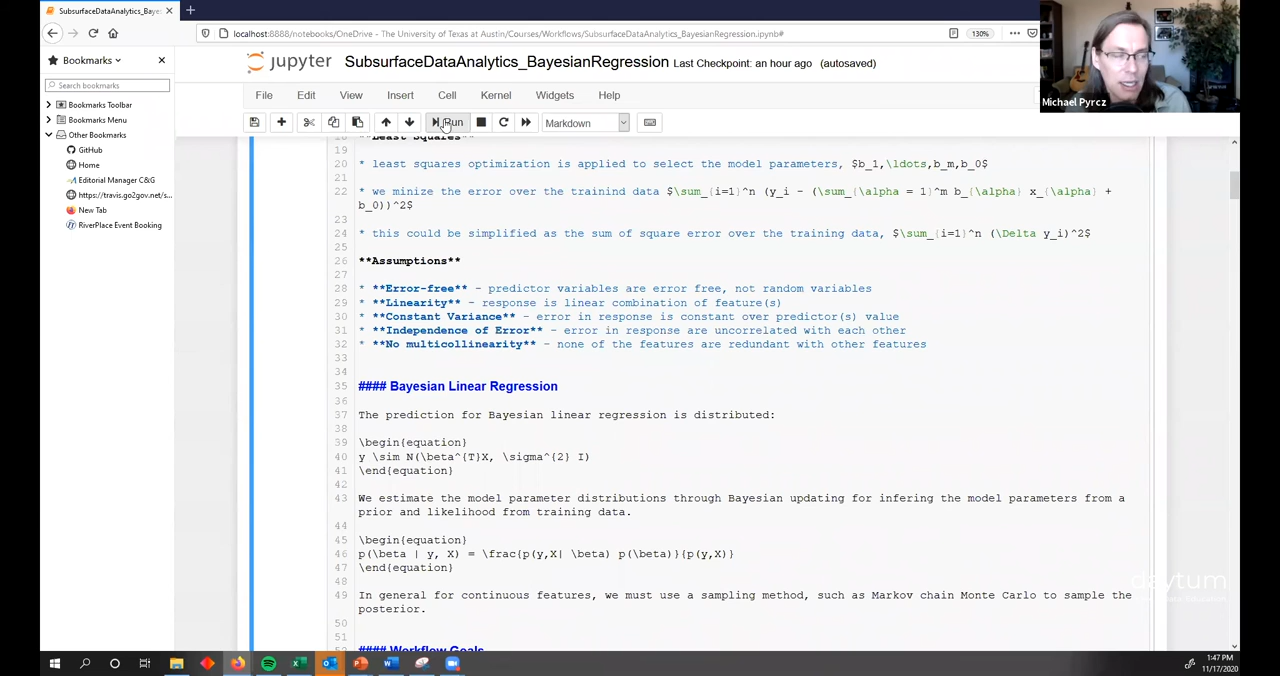 SubsurfaceDataAnalytics_Bayes
localhost:8888/notebooks/OneDrive - The University of Texas at Austin/Courses/Workflows/SubsurfaceDataAnalytics_BayesianRegression.ipynb#
130%
Bookmarks
Search bookmarks
Bookmarks Toolbar
Bookmarks Menu
Other Bookmarks
GitHub
Home
Editorial Manager C&G
https://travis.go2gov.net/s...
New Tab
RiverPlace Event Booking
jupyter SubsurfaceDataAnalytics_BayesianRegression Last Checkpoint: an hour ago (autosaved)
Michael Pyrcz
File Edit View Insert Cell Kernel Widgets Help
Run Markdown
18 **Least Squares**
19
20 * least squares optimization is applied to select the model parameters, $b_1,\ldots,b_m,b_0$
21
22 * we minize the error over the trainind data $\sum_{i=1}^n (y_i - (\sum_{\alpha = 1}^m b_{\alpha} x_{\alpha} +
b_0))^2$
23
24 * this could be simplified as the sum of square error over the training data, $\sum_{i=1}^n (\Delta y_i)^2$
25
26 **Assumptions**
27
28 * **Error-free** - predictor variables are error free, not random variables
29 * **Linearity** - response is linear combination of feature(s)
30 * **Constant Variance** - error in response is constant over predictor(s) value
31 * **Independence of Error** - error in response are uncorrelated with each other
32 * **No multicollinearity** - none of the features are redundant with other features
33
34
35 #### Bayesian Linear Regression
36
37 The prediction for Bayesian linear regression is distributed:
38
39 \begin{equation}
40 y \sim N(\beta^{T}X, \sigma^{2} I)
41 \end{equation}
42
43 We estimate the model parameter distributions through Bayesian updating for infering the model parameters from a
prior and likelihood from training data.
44
45 \begin{equation}
46 p(\beta | y, X) = \frac{p(y,X| \beta) p(\beta)}{p(y,X)}
47 \end{equation}
48
49 In general for continuous features, we must use a sampling method, such as Markov chain Monte Carlo to sample the
posterior.
50
51
#### Workflow Goals
daytum
1:47 PM
11/17/2020